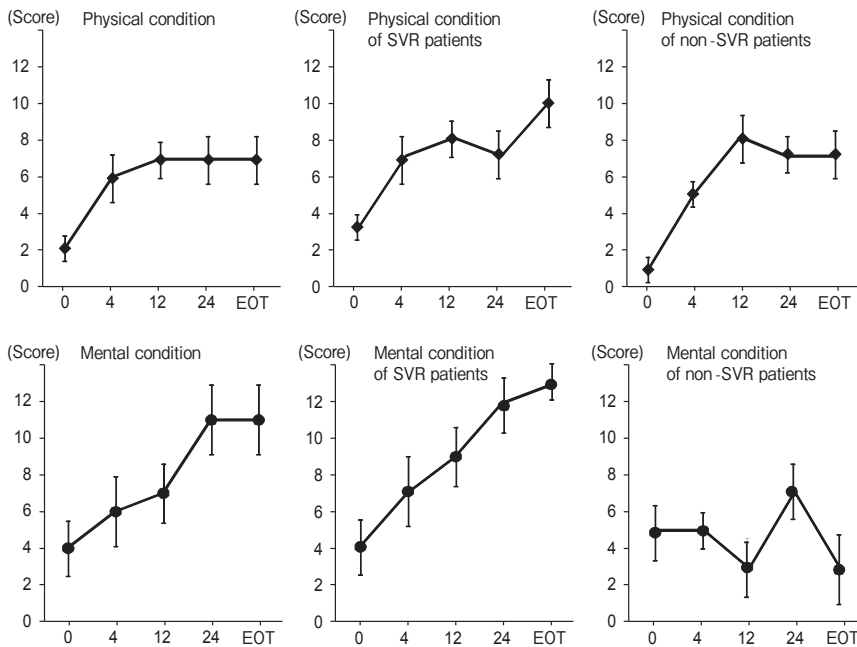 (Score) Physical condition
12
10
8
6
4
2
0
0 4 12 24 EOT
(Score) Physical condition
of SVR patients
12
10
8
6
4
2
0
0 4 12 24 EOT
(Score) Physical condition
of non-SVR patients
12
10
8
6
4
2
0
0 4 12 24 EOT
(Score) Mental condition
12
10
8
6
4
2
0
0 4 12 24 EOT
(Score) Mental condition
of SVR patients
12
10
8
6
4
2
0
0 4 12 24 EOT
(Score) Mental condition
of non-SVR patients
12
10
8
6
4
2
0
0 4 12 24 EOT